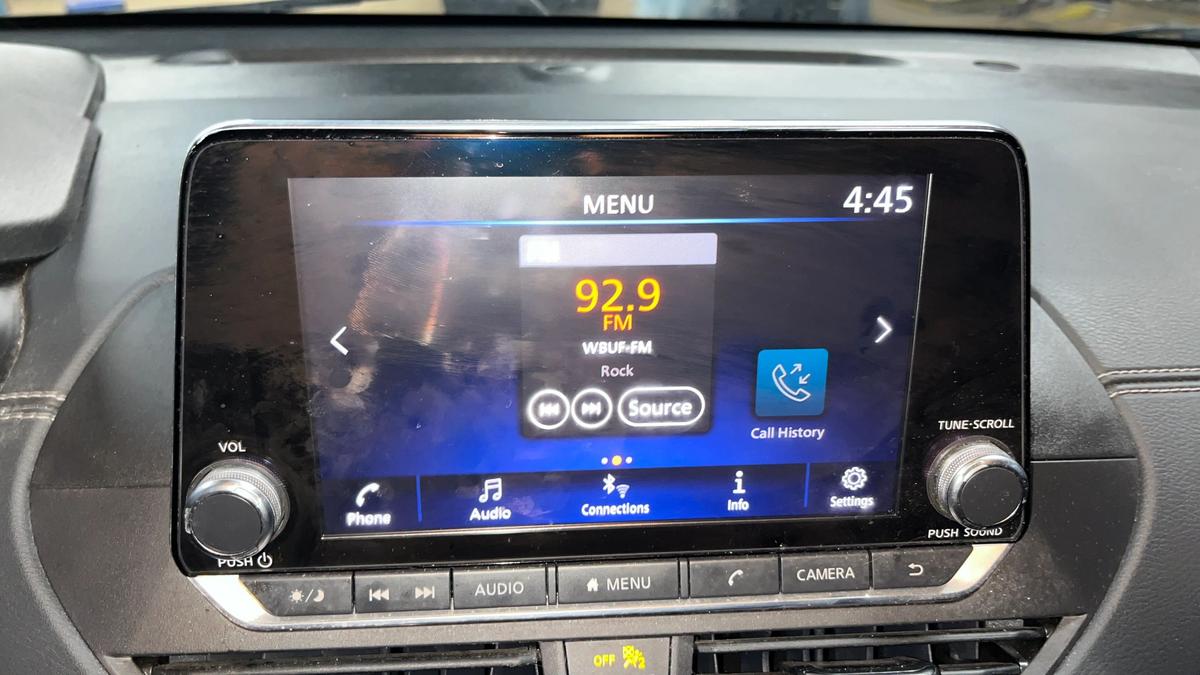 MENU
4:45
92.9
FM
WBUF-FM
Rock
Source
Call History
VOL
TUNE·SCROLL
Phone
Audio
Connections
Info
Settings
PUSH
PUSH SOUND
AUDIO
MENU
CAMERA
OFF
2